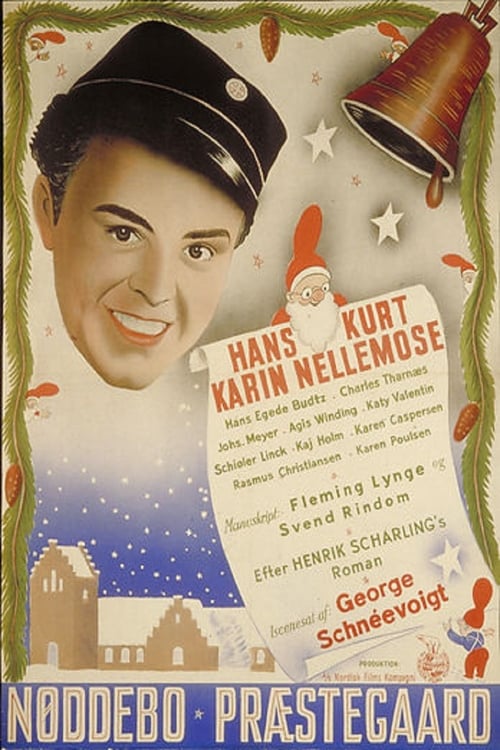 HANS KURT
KARIN NELLEMOSE
Hans Egede Budtz · Charles Tharnæs
Johs. Meyer · Agis Winding · Katy Valentin
Schiøler Linck · Kaj Holm · Karen Caspersen
Rasmus Christiansen · Karen Poulsen
Manuskript: Fleming Lynge og
Svend Rindom
Efter HENRIK SCHARLING's
Roman
Iscenesat af: George
Schnéevoigt
PRODUKTION:
A/s Nordisk Films Kompagni
NØDDEBO * PRÆSTEGAARD